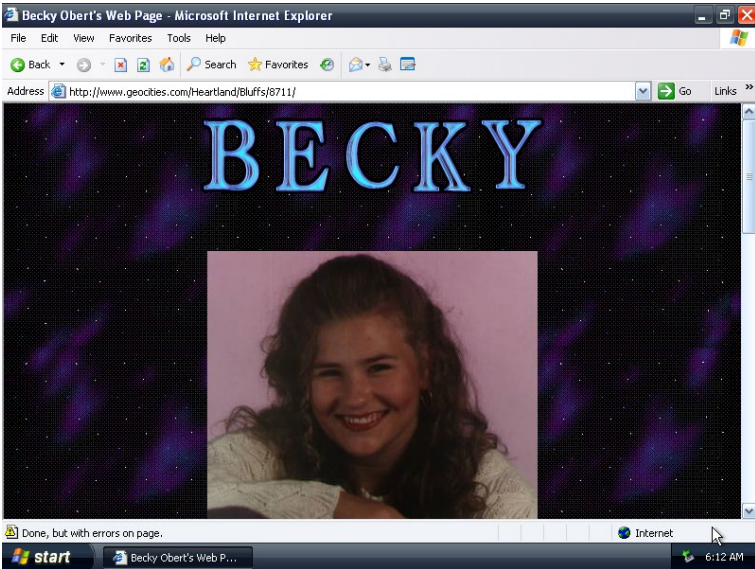 Becky Obert's Web Page - Microsoft Internet Explorer
File Edit View Favorites Tools Help
Back Search Favorites
Address http://www.geocities.com/Heartland/Bluffs/8711/ Go Links »
BECKY
Done, but with errors on page. Internet
start Becky Obert's Web P... 6:12 AM